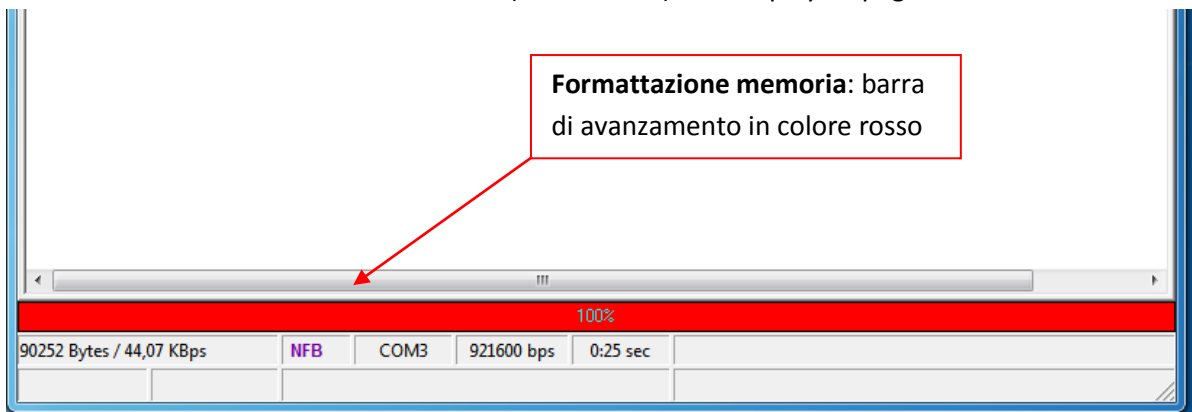 Formattazione memoria: barra
di avanzamento in colore rosso
100%
90252 Bytes / 44,07 KBps NFB COM3 921600 bps 0:25 sec